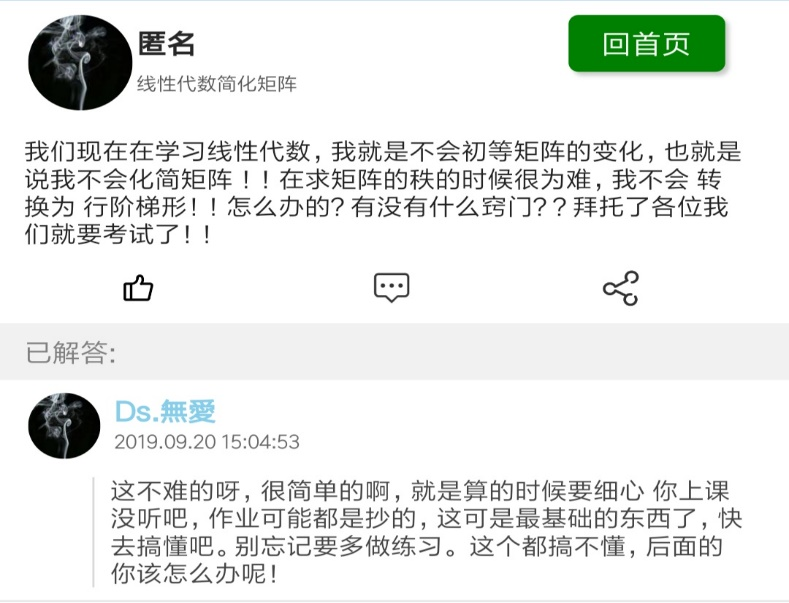 匿名
回首页
线性代数简化矩阵
我们现在在学习线性代数，我就是不会初等矩阵的变化，也就是
说我不会化简矩阵！！在求矩阵的秩的时候很为难，我不会 转
换为 行阶梯形！！怎么办的？有没有什么窍门？？拜托了各位我
们就要考试了！！
已解答:
Ds.無愛
2019.09.20 15:04:53
这不难的呀，很简单的啊，就是算的时候要细心 你上课
没听吧，作业可能都是抄的，这可是最基础的东西了，快
去搞懂吧。别忘记要多做练习。这个都搞不懂，后面的
你该怎么办呢！